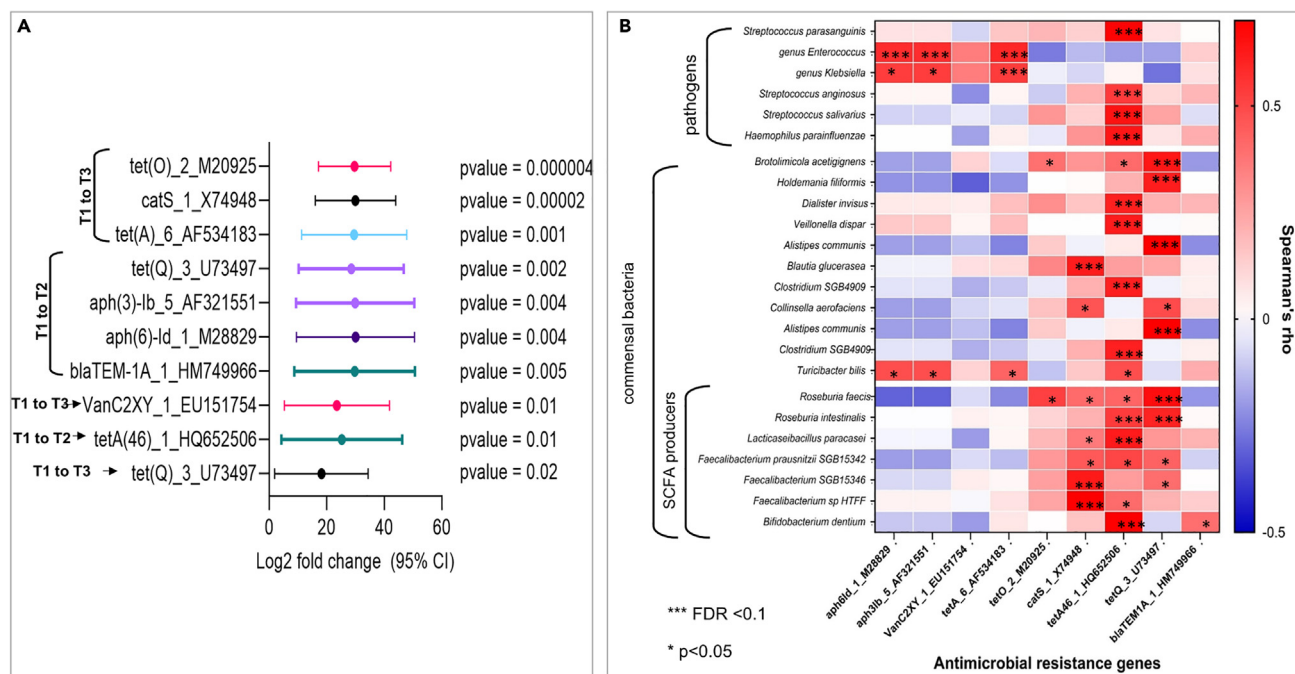 A
T1 to T3
tet(O)_2_M20925
pvalue = 0.000004
catS_1_X74948
pvalue = 0.00002
tet(A)_6_AF534183
pvalue = 0.001
T1 to T2
tet(Q)_3_U73497
pvalue = 0.002
aph(3)-Ib_5_AF321551
pvalue = 0.004
aph(6)-Id_1_M28829
pvalue = 0.004
blaTEM-1A_1_HM749966
pvalue = 0.005
T1 to T3 VanC2XY_1_EU151754
pvalue = 0.01
T1 to T2 tetA(46)_1_HQ652506
pvalue = 0.01
T1 to T3 tet(Q)_3_U73497
pvalue = 0.02
0 20 40 60
Log2 fold change (95% CI)
B
pathogens
commensal bacteria
SCFA producers
Streptococcus parasanguinis ***
genus Enterococcus *** *** ***
genus Klebsiella * * ***
Streptococcus anginosus ***
Streptococcus salivarius ***
Haemophilus parainfluenzae ***
Brotolimicola acetigignens * * ***
Holdemania filiformis ***
Dialister invisus ***
Veillonella dispar ***
Alistipes communis ***
Blautia glucerasea ***
Clostridium SGB4909 ***
Collinsella aerofaciens * *
Alistipes communis ***
Clostridium SGB4909 ***
Turicibacter bilis * * * *
Roseburia faecis * * * ***
Roseburia intestinalis *** ***
Lacticaseibacillus paracasei * ***
Faecalibacterium prausnitzii SGB15342 * * *
Faecalibacterium SGB15346 *** *
Faecalibacterium sp HTFF *** *
Bifidobacterium dentium *** *
aph6Id_1_M28829
aph3Ib_5_AF321551
VanC2XY_1_EU151754
tetA_6_AF534183
tetO_2_M20925
catS_1_X74948
tetA46_1_HQ652506
tetQ_3_U73497
blaTEM1A_1_HM749966
Antimicrobial resistance genes
*** FDR <0.1
* p<0.05
0.5
0
-0.5
Spearman's rho